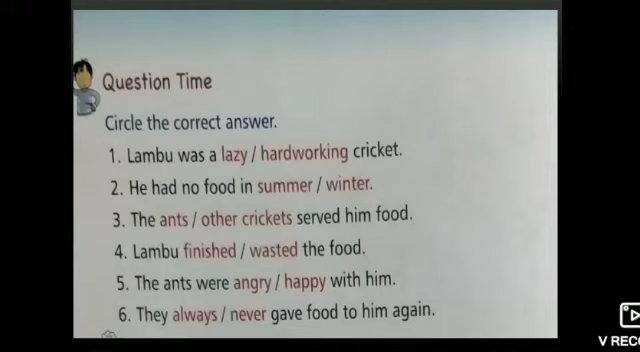 Question Time
Circle the correct answer.
1. Lambu was a lazy / hardworking cricket.
2. He had no food in summer / winter.
3. The ants / other crickets served him food.
4. Lambu finished / wasted the food.
5. The ants were angry / happy with him.
6. They always / never gave food to him again.
V RECO